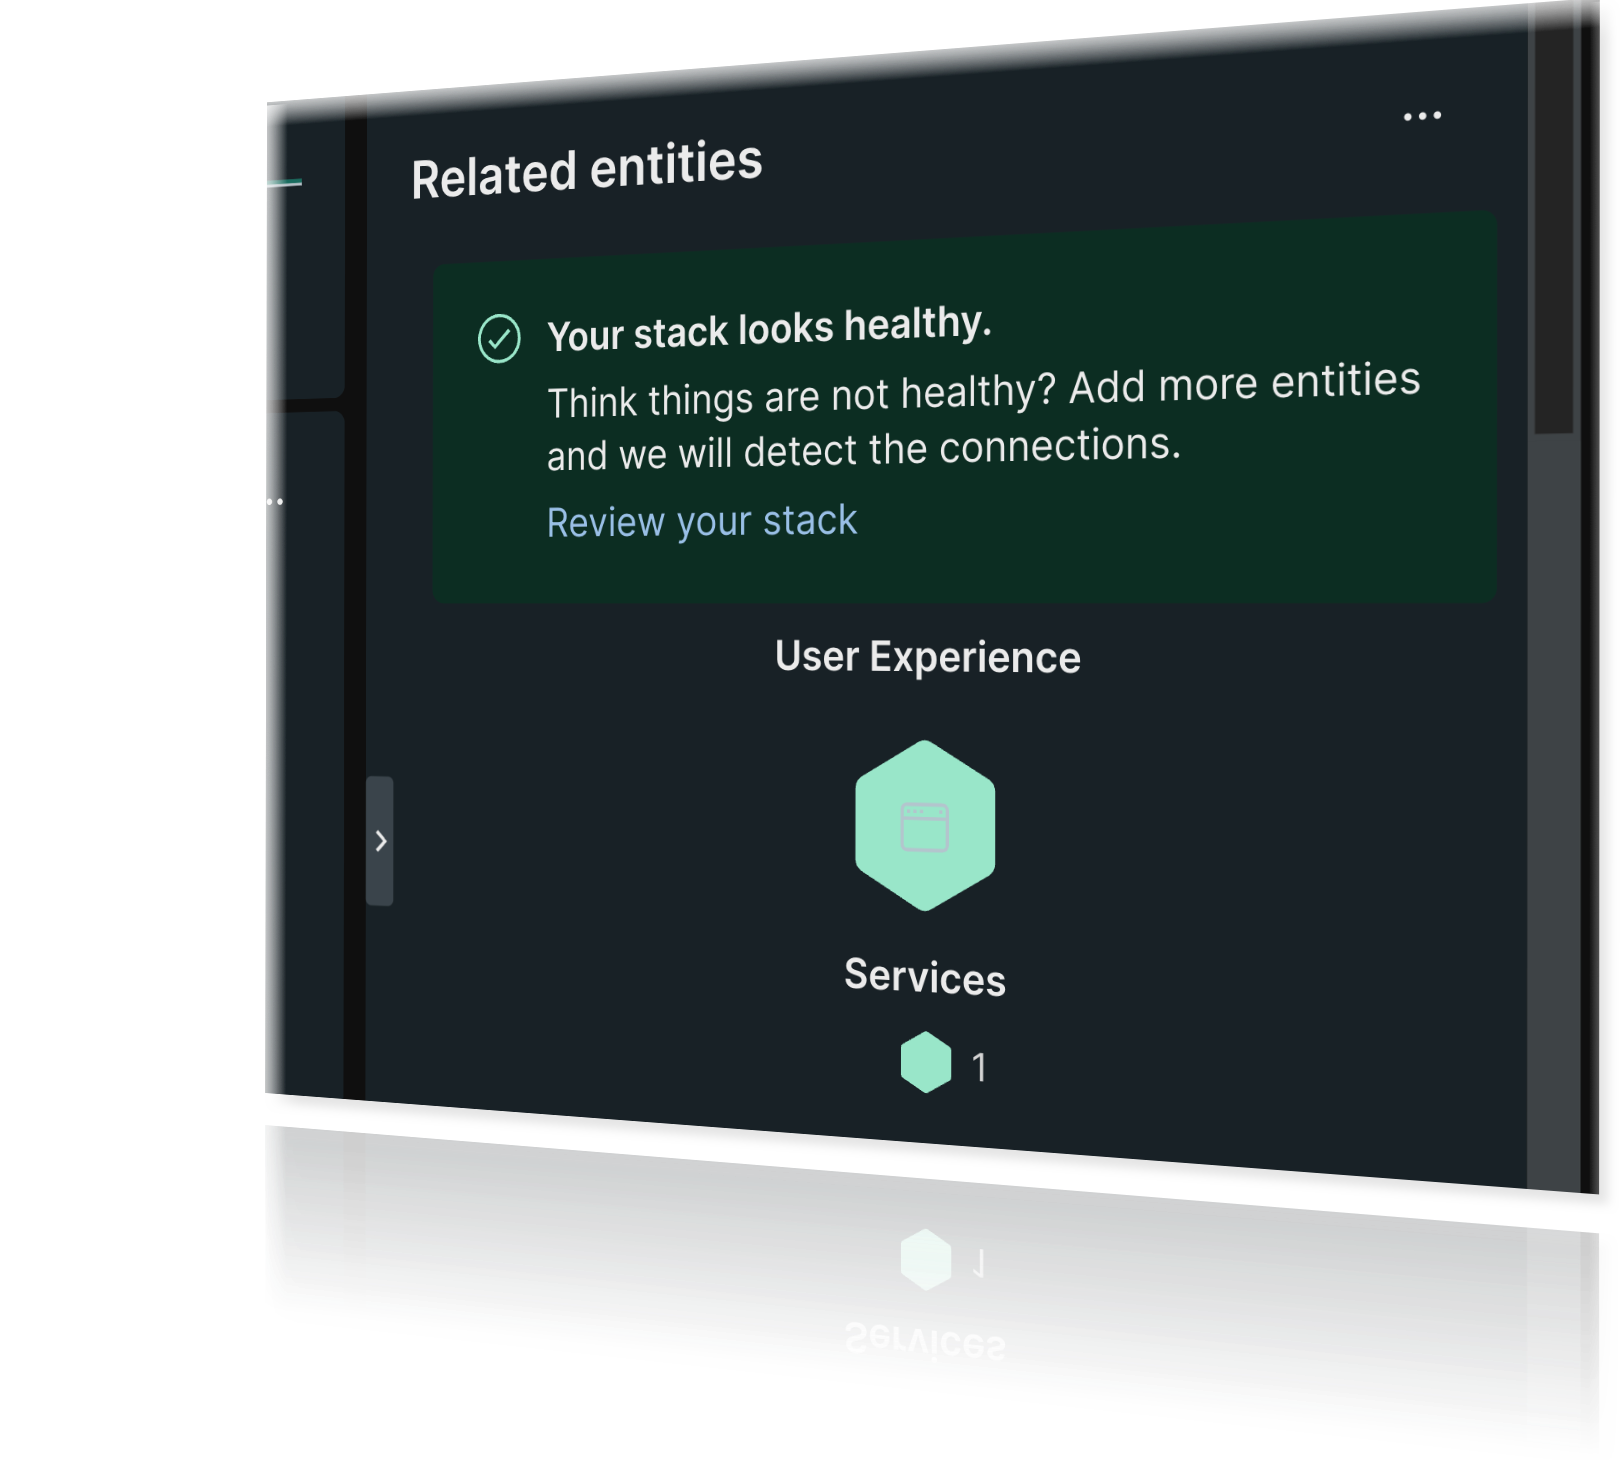 Related entities
Your stack looks healthy.
Think things are not healthy? Add more entities
and we will detect the connections.
Review your stack
User Experience
Services
1